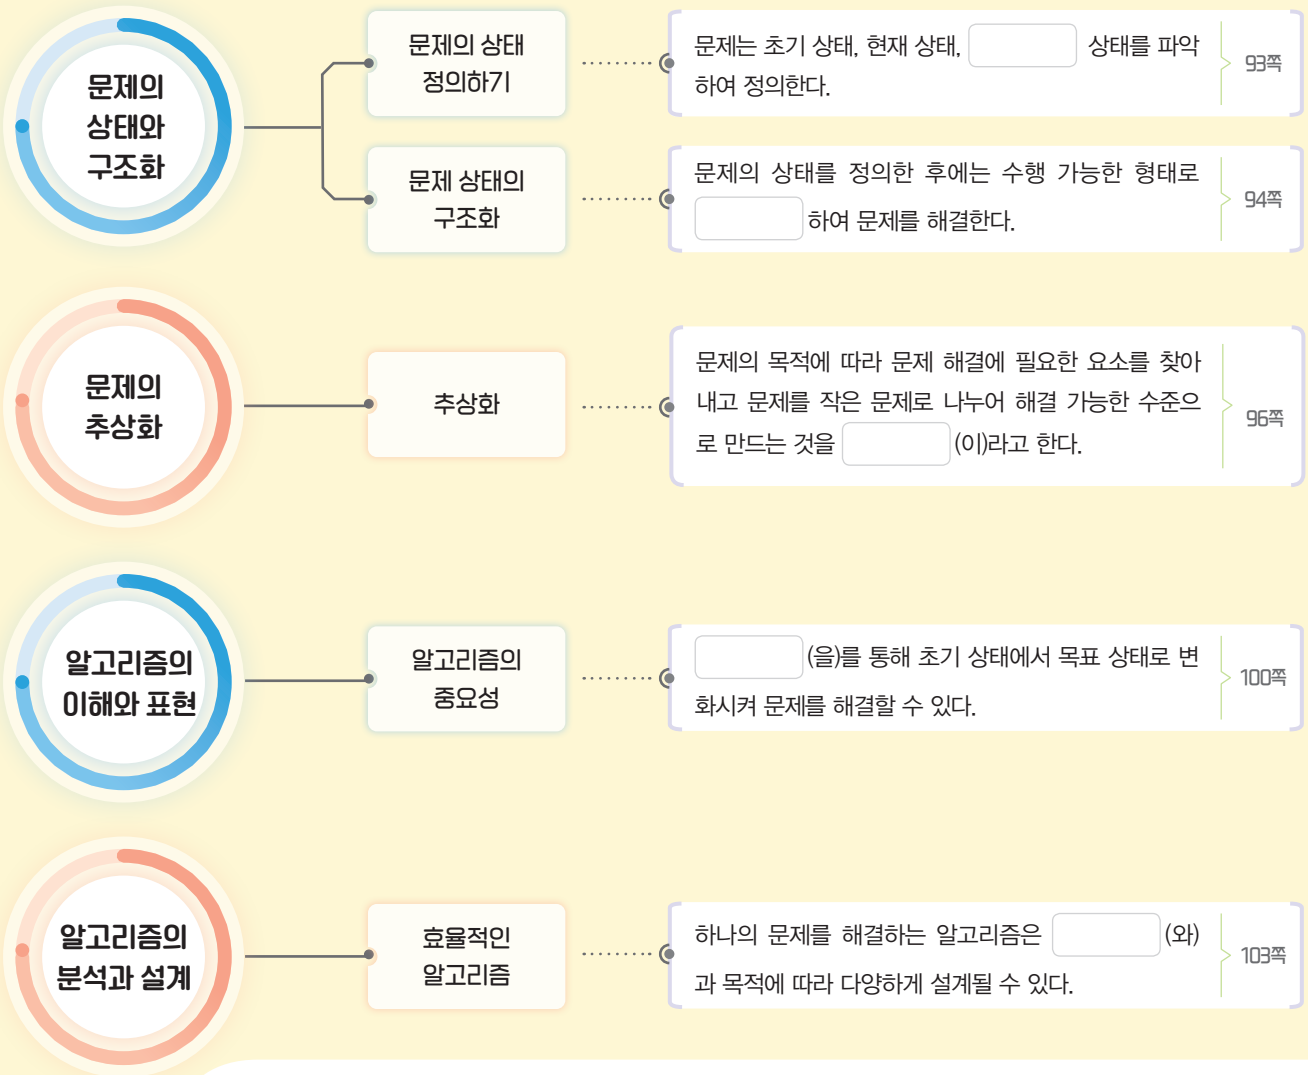 문제의
상태와
구조화
문제의 상태
정의하기
문제는 초기 상태, 현재 상태, 상태를 파악
하여 정의한다.
93쪽
문제 상태의
구조화
문제의 상태를 정의한 후에는 수행 가능한 형태로
하여 문제를 해결한다.
94쪽
문제의
추상화
추상화
문제의 목적에 따라 문제 해결에 필요한 요소를 찾아
내고 문제를 작은 문제로 나누어 해결 가능한 수준으
로 만드는 것을 (이)라고 한다.
96쪽
알고리즘의
이해와 표현
알고리즘의
중요성
(을)를 통해 초기 상태에서 목표 상태로 변
화시켜 문제를 해결할 수 있다.
100쪽
알고리즘의
분석과 설계
효율적인
알고리즘
하나의 문제를 해결하는 알고리즘은 (와)
과 목적에 따라 다양하게 설계될 수 있다.
103쪽